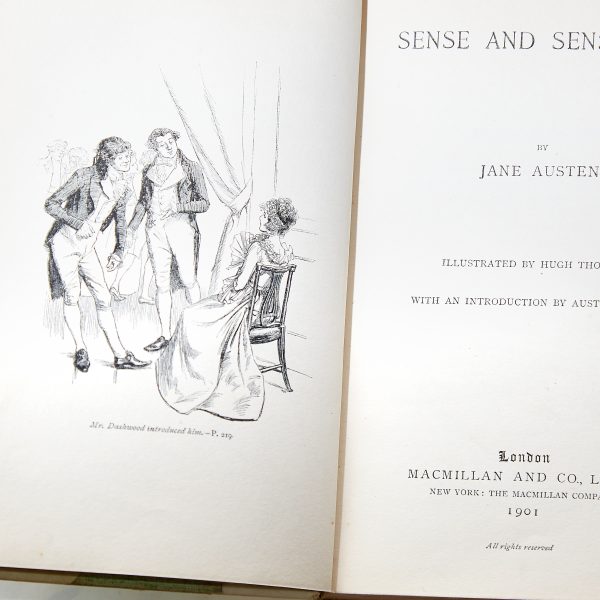 Mr. Dashwood introduced him.—P. 219.
SENSE AND SENS
BY
JANE AUSTEN
ILLUSTRATED BY HUGH THO
WITH AN INTRODUCTION BY AUST
London
MACMILLAN AND CO., L
NEW YORK: THE MACMILLAN COMPA
1901
All rights reserved